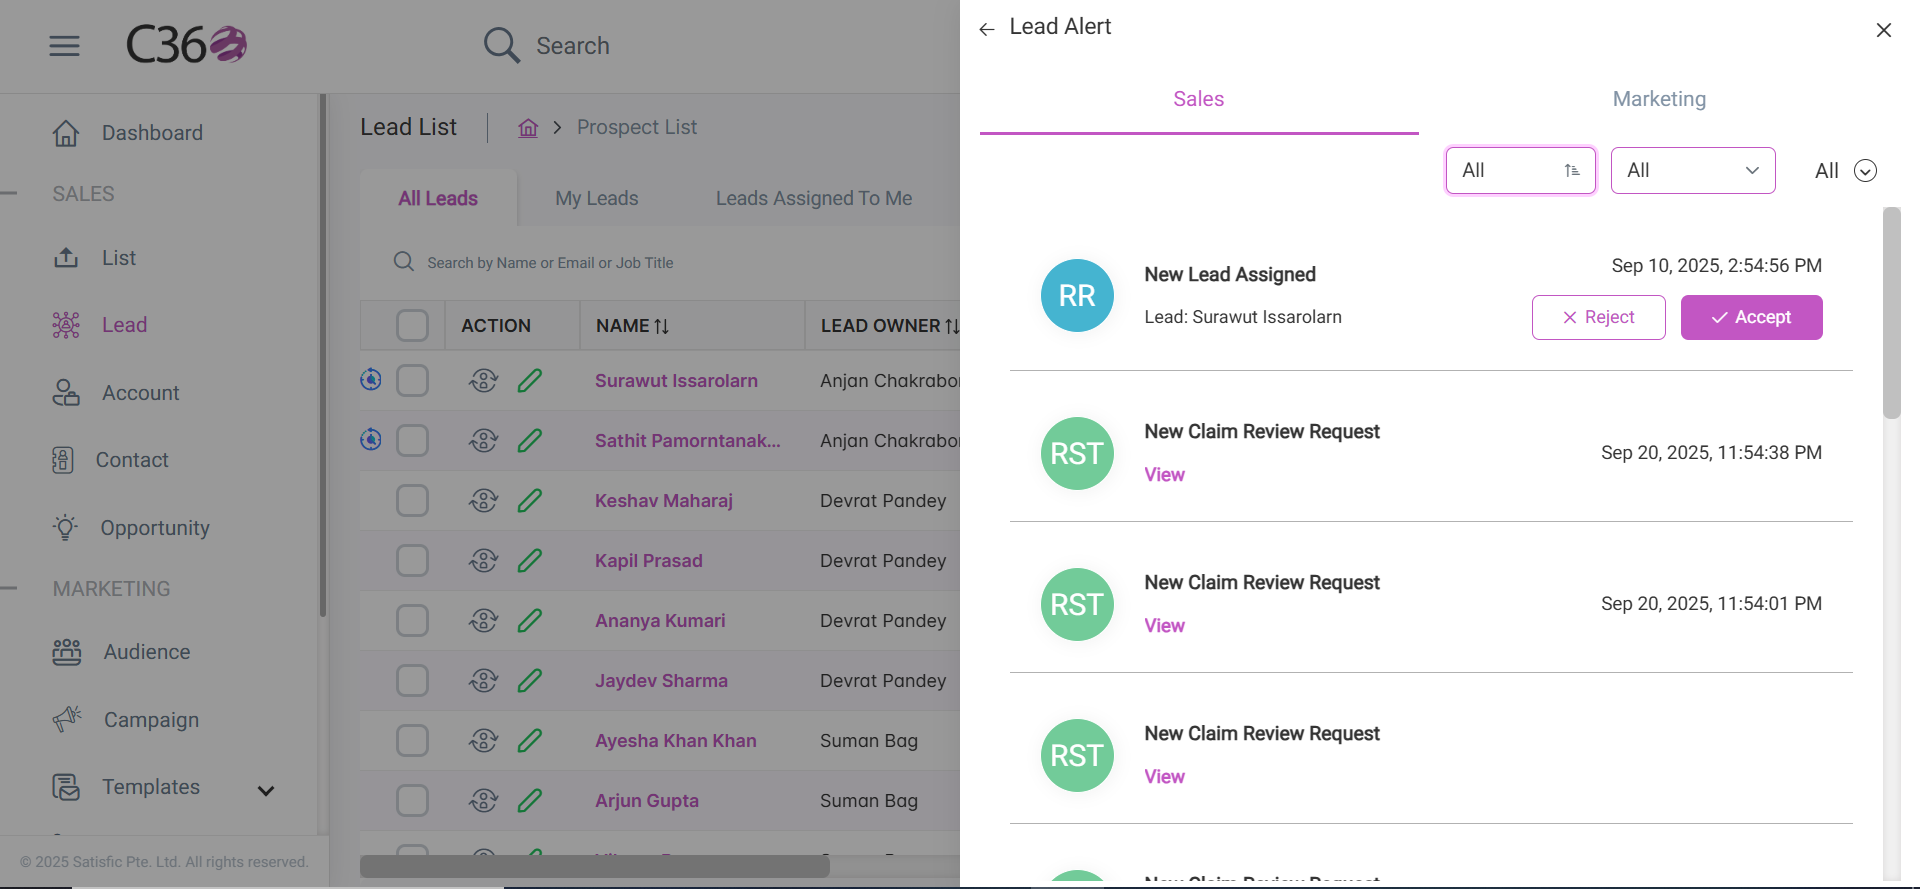 C36
Search
Dashboard
SALES
List
Lead
Account
Contact
Opportunity
MARKETING
Audience
Campaign
Templates
© 2025 Satisfic Pte. Ltd. All rights reserved.
Lead List
Prospect List
All Leads
My Leads
Leads Assigned To Me
Search by Name or Email or Job Title
ACTION NAME LEAD OWNER
Surawut Issarolarn Anjan Chakrabor
Sathit Pamorntanak... Anjan Chakrabor
Keshav Maharaj Devrat Pandey
Kapil Prasad Devrat Pandey
Ananya Kumari Devrat Pandey
Jaydev Sharma Devrat Pandey
Ayesha Khan Khan Suman Bag
Arjun Gupta Suman Bag
Lead Alert
Sales
Marketing
All
All
All
RR
New Lead Assigned
Lead: Surawut Issarolarn
Sep 10, 2025, 2:54:56 PM
Reject
Accept
RST
New Claim Review Request
View
Sep 20, 2025, 11:54:38 PM
RST
New Claim Review Request
View
Sep 20, 2025, 11:54:01 PM
RST
New Claim Review Request
View
New Claim Review Request